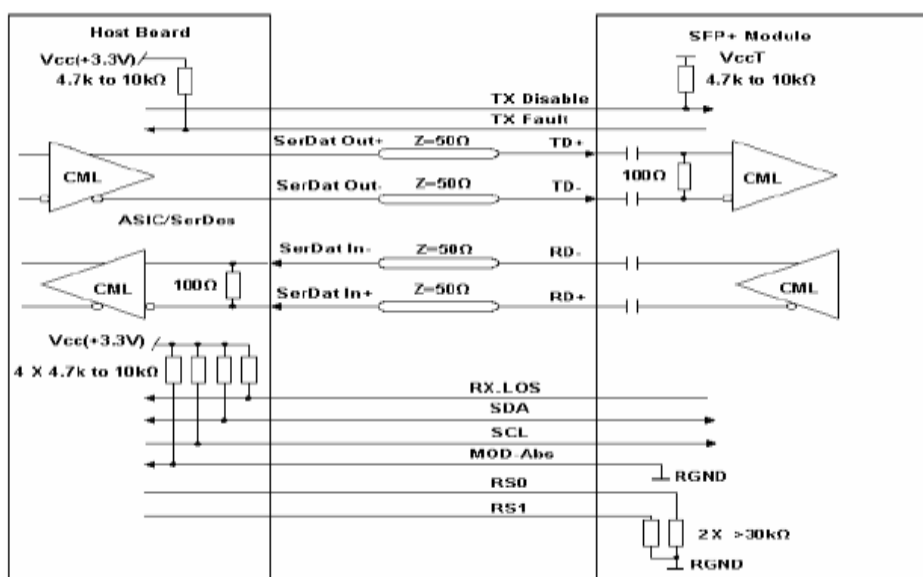 Host Board
SFP+ Module
Vcc(+3.3V)
4.7k to 10kΩ
VccT
4.7k to 10kΩ
TX Disable
TX Fault
SerDat Out+
Z=50Ω
TD+
CML
100Ω
CML
SerDat Out-
Z=50Ω
TD-
ASIC/SerDes
SerDat In-
Z=50Ω
RD-
CML
100Ω
CML
SerDat In+
Z=50Ω
RD+
Vcc(+3.3V)
4 X 4.7k to 10kΩ
RX.LOS
SDA
SCL
MOD-Abs
RGND
RS0
RS1
2X >30kΩ
RGND